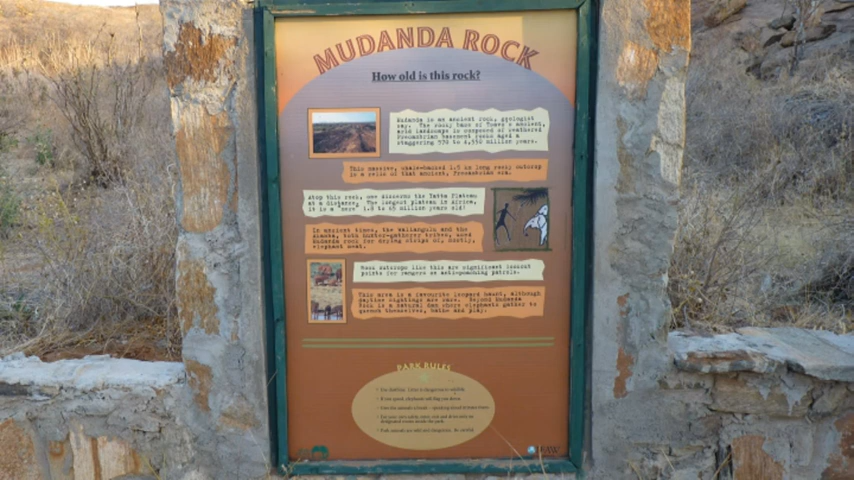 MUDANDA ROCK
How old is this rock?
Mudanda is an ancient rock, geologist
say. The rocky base of Tsavo's ancient,
arid landscape is composed of weathered
Precambrian basement rocks aged a
staggering 570 to 4,550 million years.
This massive, whale-backed 1.5 km long rocky outcrop
is a relic of that ancient, Precambrian era.
Atop this rock, one discerns the Yatta Plateau
at a distance. The longest plateau in Africa,
it is a "mere" 1.8 to 65 million years old!
In ancient times, the Waliangulu and the
Akamba, both hunter-gatherer tribes, used
Mudanda rock for drying strips of, mostly,
elephant meat.
Rock outcrops like this are significant lookout
points for rangers on anti-poaching patrols.
This area is a favourite leopard haunt, although
daytime sightings are rare. Beyond Mudanda
Rock is a natural dam where elephants gather to
quench themselves, bathe and play.
PARK RULES